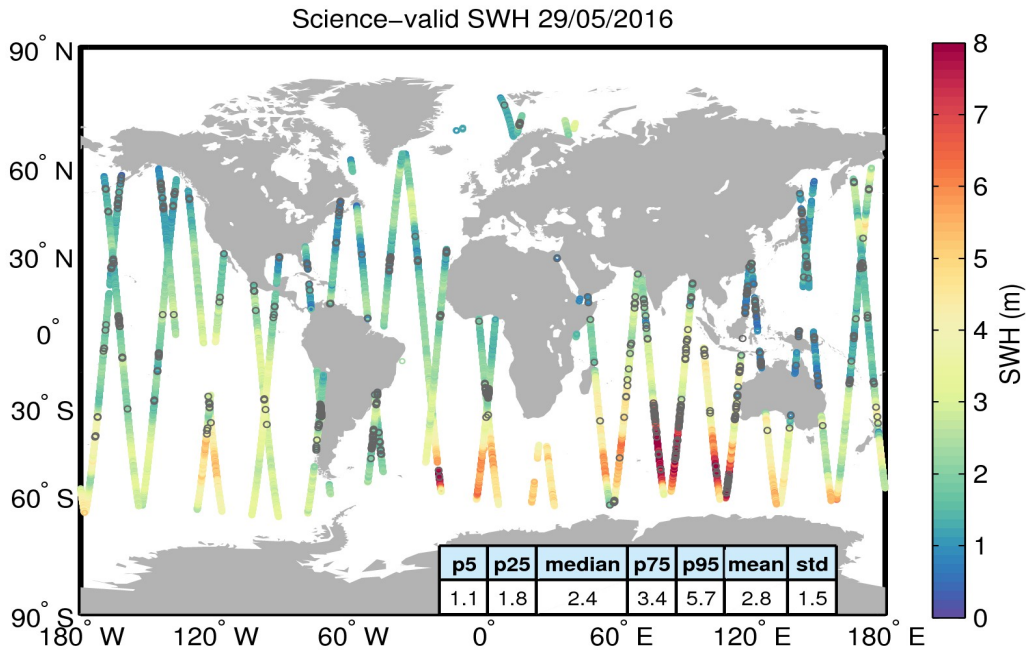 Science−valid SWH 29/05/2016
90° N
60° N
30° N
0°
30° S
60° S
90° S
180° W
120° W
60° W
0°
60° E
120° E
180° E
p5 p25 median p75 p95 mean std
1.1 1.8 2.4 3.4 5.7 2.8 1.5
8
7
6
5
4
3
2
1
0
SWH (m)